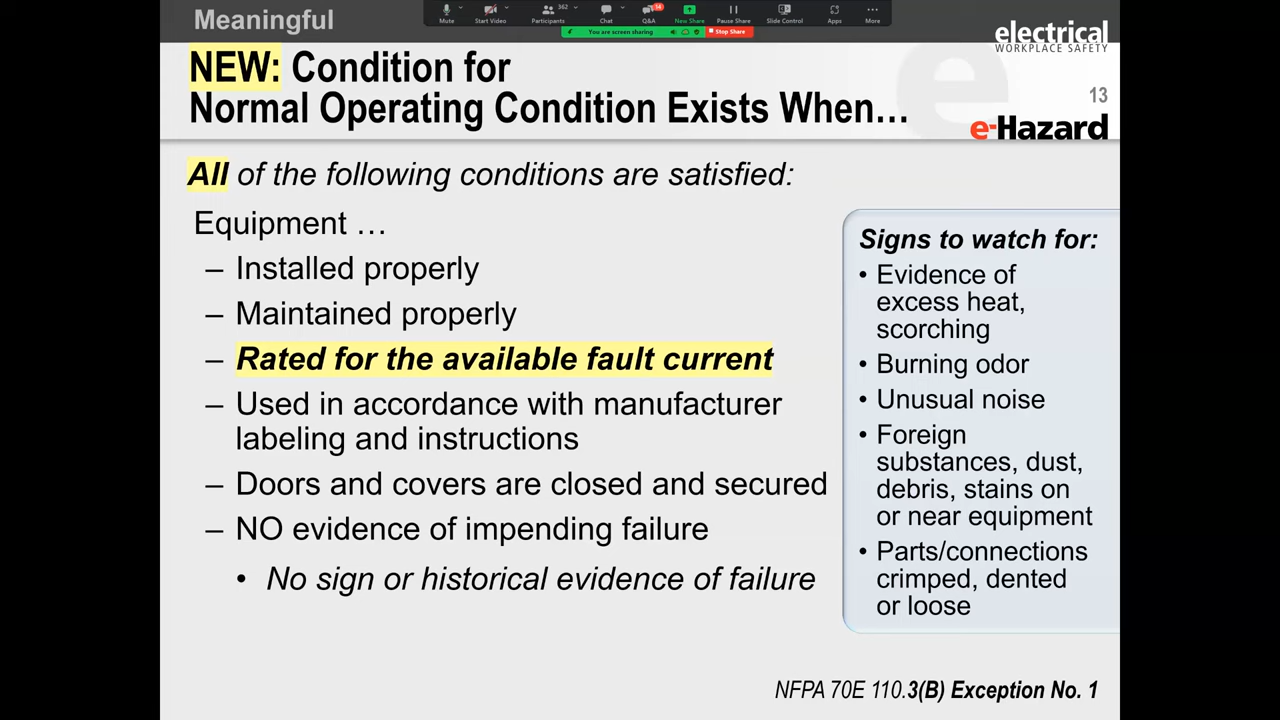 Meaningful
Mute
Start Video
Participants
362
Chat
Q&A
14
New Share
Pause Share
Slide Control
Apps
More
You are screen sharing
Stop Share
electrical
WORKPLACE SAFETY
NEW: Condition for
Normal Operating Condition Exists When…
13
e-Hazard
All of the following conditions are satisfied:
Equipment …
– Installed properly
– Maintained properly
– Rated for the available fault current
– Used in accordance with manufacturer
labeling and instructions
– Doors and covers are closed and secured
– NO evidence of impending failure
• No sign or historical evidence of failure
Signs to watch for:
• Evidence of
excess heat,
scorching
• Burning odor
• Unusual noise
• Foreign
substances, dust,
debris, stains on
or near equipment
• Parts/connections
crimped, dented
or loose
NFPA 70E 110.3(B) Exception No. 1